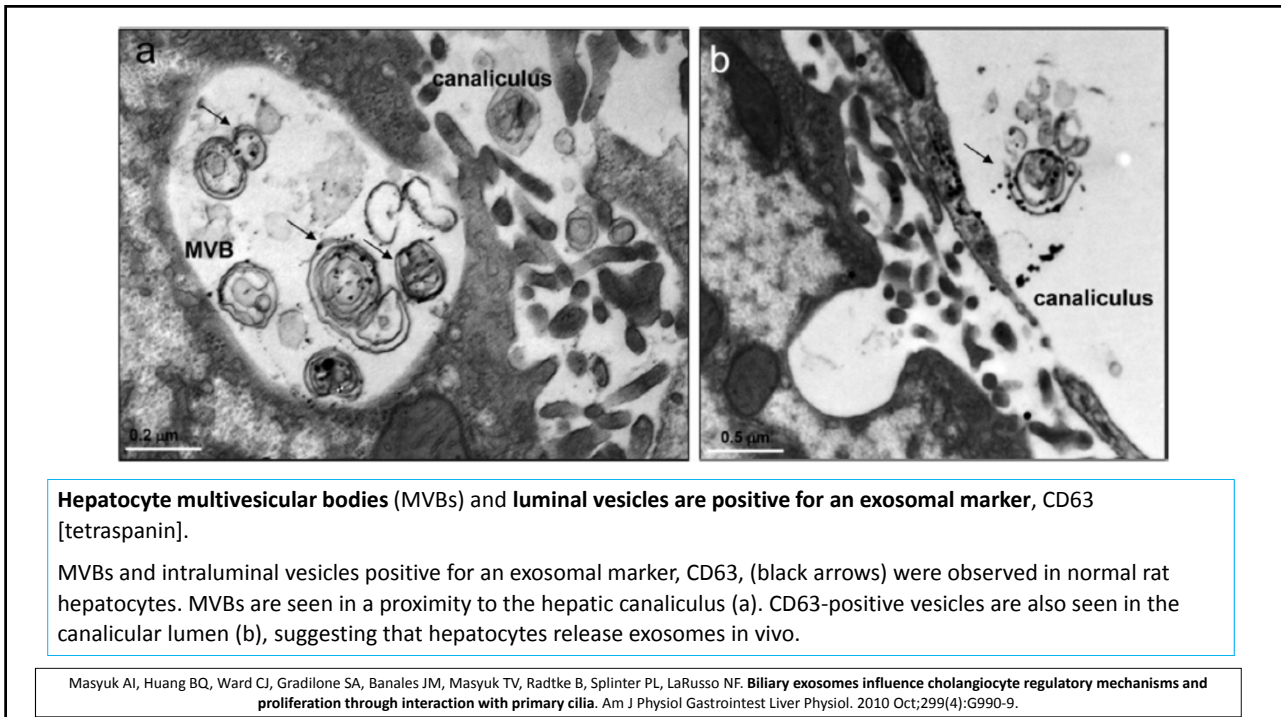 a
canaliculus
MVB
0.2 µm
b
canaliculus
0.5 µm
Hepatocyte multivesicular bodies (MVBs) and luminal vesicles are positive for an exosomal marker, CD63
[tetraspanin].
MVBs and intraluminal vesicles positive for an exosomal marker, CD63, (black arrows) were observed in normal rat
hepatocytes. MVBs are seen in a proximity to the hepatic canaliculus (a). CD63-positive vesicles are also seen in the
canalicular lumen (b), suggesting that hepatocytes release exosomes in vivo.
Masyuk AI, Huang BQ, Ward CJ, Gradilone SA, Banales JM, Masyuk TV, Radtke B, Splinter PL, LaRusso NF. Biliary exosomes influence cholangiocyte regulatory mechanisms and
proliferation through interaction with primary cilia. Am J Physiol Gastrointest Liver Physiol. 2010 Oct;299(4):G990-9.